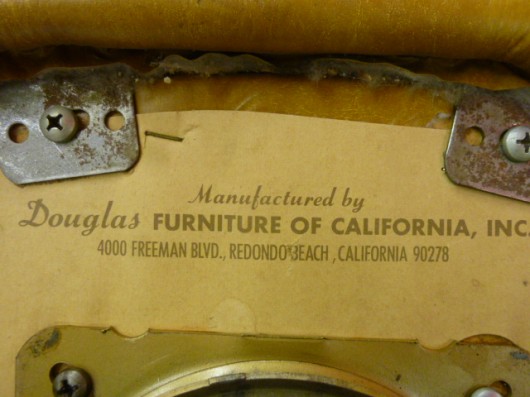 Manufactured by
Douglas FURNITURE OF CALIFORNIA, INC.
4000 FREEMAN BLVD., REDONDO BEACH, CALIFORNIA 90278